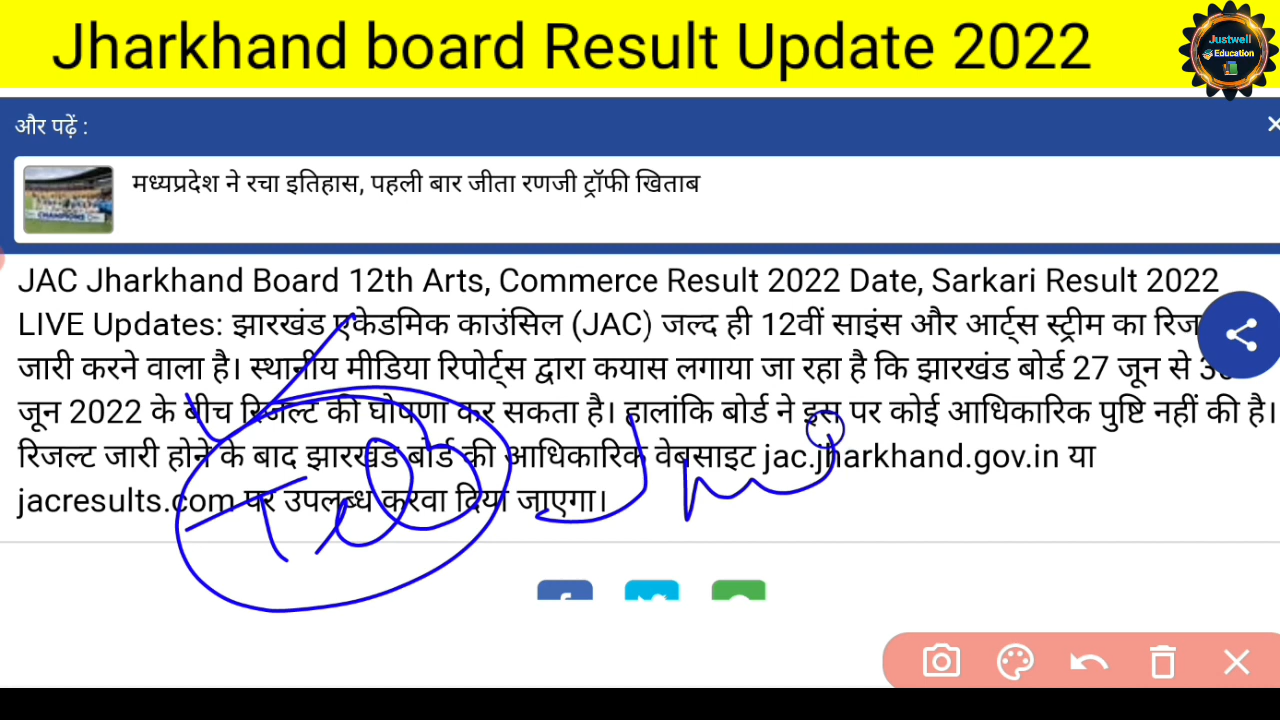 Jharkhand board Result Update 2022
Justwell
Education
और पढ़ें :
मध्यप्रदेश ने रचा इतिहास, पहली बार जीता रणजी ट्रॉफी खिताब
CHAMPIONS
JAC Jharkhand Board 12th Arts, Commerce Result 2022 Date, Sarkari Result 2022
LIVE Updates: झारखंड एकेडमिक काउंसिल (JAC) जल्द ही 12वीं साइंस और आर्ट्स स्ट्रीम का
जारी करने वाला है। स्थानीय मीडिया रिपोर्ट्स द्वारा कयास लगाया जा रहा है कि झारखंड बोर्ड 27 जून से
जून 2022 के बीच रिजल्ट की घोषणा कर सकता है। हालांकि बोर्ड ने इस पर कोई आधिकारिक पुष्टि नहीं की है।
रिजल्ट जारी होने के बाद झारखंड बोर्ड की आधिकारिक वेबसाइट jac.jharkhand.gov.in या
jacresults.com पर उपलब्ध करवा दिया जाएगा।